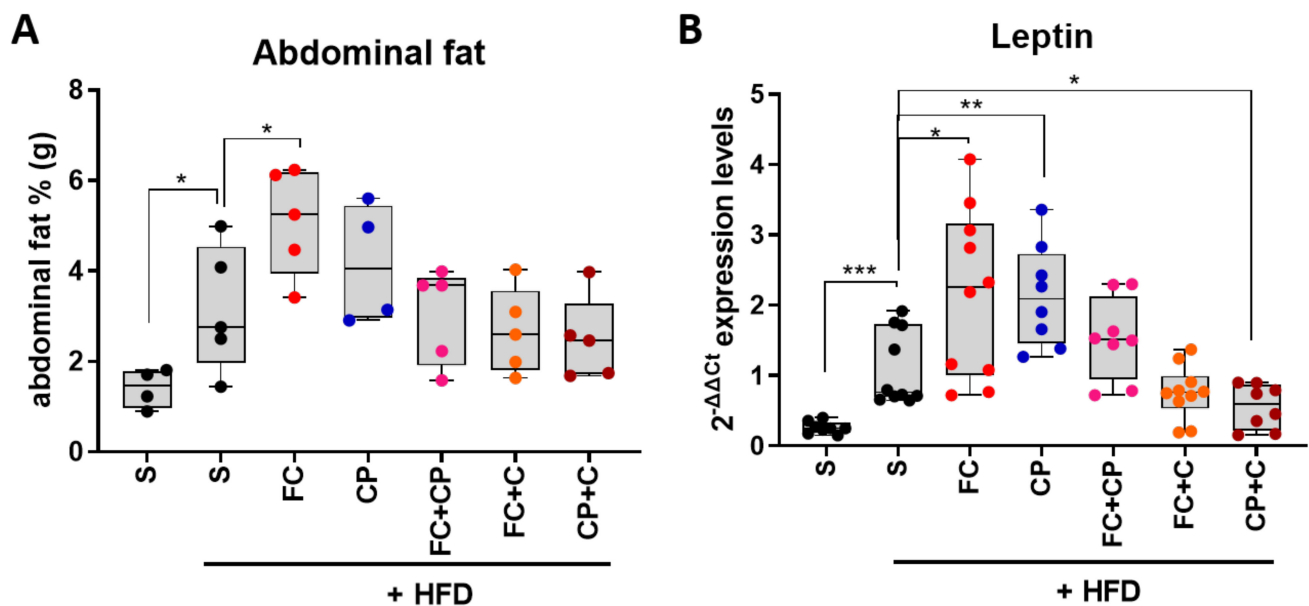 A
Abdominal fat
abdominal fat % (g)
8
6
4
2
0
*
*
S
S
FC
CP
FC+CP
FC+C
CP+C
+ HFD
B
Leptin
2-ΔΔCt expression levels
5
4
3
2
1
0
*
**
*
***
S
S
FC
CP
FC+CP
FC+C
CP+C
+ HFD